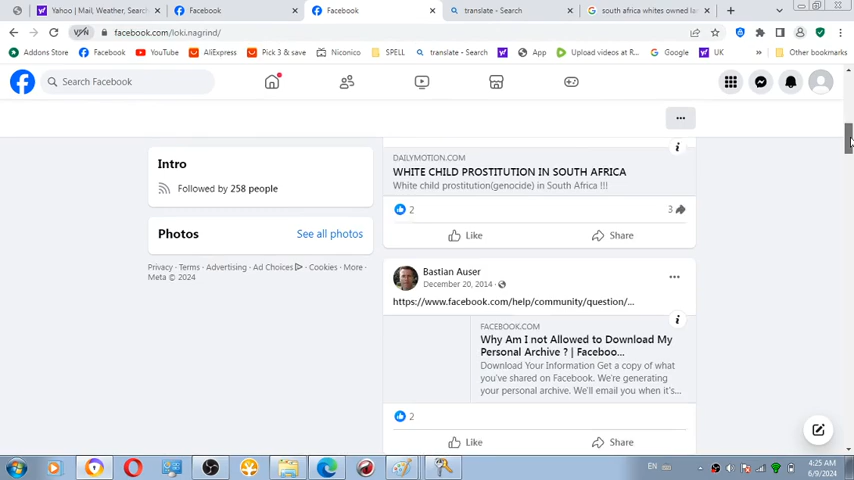 Yahoo | Mail, Weather, Search
Facebook
Facebook
translate - Search
south africa whites owned la
facebook.com/loki.nagrind/
Addons Store
Facebook
YouTube
AliExpress
Pick 3 & save
Niconico
SPELL
translate - Search
UK
App
Upload videos at R...
Google
UK
Other bookmarks
Search Facebook
Intro
Followed by 258 people
Photos
See all photos
Privacy · Terms · Advertising · Ad Choices · Cookies · More ·
Meta © 2024
DAILYMOTION.COM
WHITE CHILD PROSTITUTION IN SOUTH AFRICA
White child prostitution(genocide) in South Africa !!!
2
3
Like
Share
Bastian Auser
December 20, 2014 ·
https://www.facebook.com/help/community/question/...
FACEBOOK.COM
Why Am I not Allowed to Download My
Personal Archive ? | Faceboo...
Download Your Information Get a copy of what
you've shared on Facebook. We're generating
your personal archive. We'll email you when it's...
2
Like
Share
EN
4:25 AM
6/9/2024